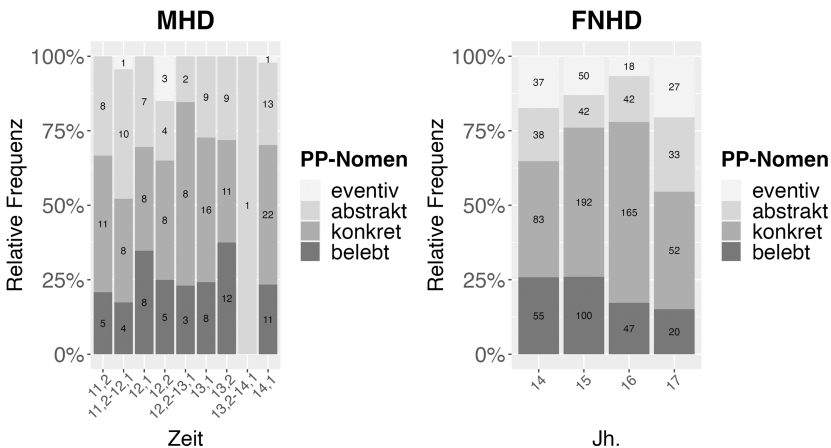 MHD
100%
75%
50%
25%
0%
Relative Frequenz
5 11 8
4 8 10 1
8 8 7
5 8 4 3
3 8 2
8 16 9
12 11 9
1
11 22 13 1
11,2
11,2-12,1
12,1
12,2
12,2-13,1
13,1
13,2
13,2-14,1
14,1
Zeit
PP-Nomen
eventiv
abstrakt
konkret
belebt
FNHD
100%
75%
50%
25%
0%
Relative Frequenz
55 83 38 37
100 192 42 50
47 165 42 18
20 52 33 27
14
15
16
17
Jh.
PP-Nomen
eventiv
abstrakt
konkret
belebt